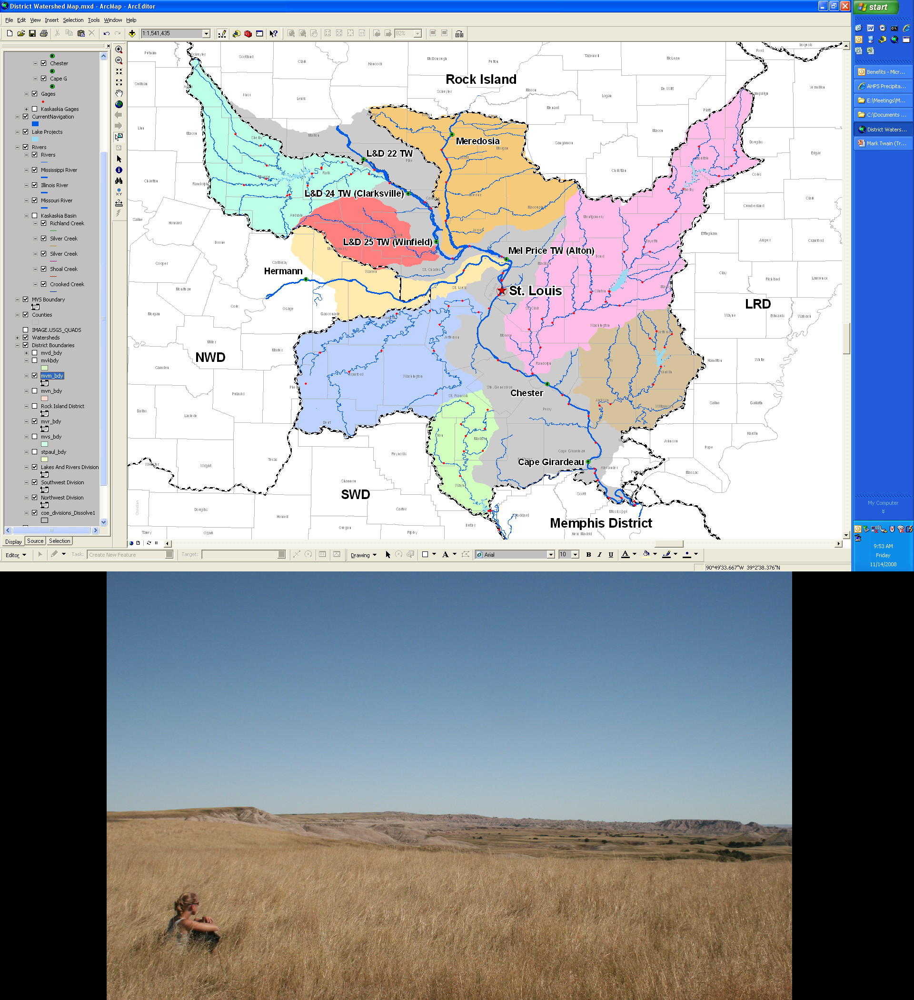 District Watershed Map.mxd - ArcMap - ArcEditor
File Edit View Insert Selection Tools Window Help
1:1,541,435
82%
Chester
Cape G
Gages
Kaskaskia Gages
CurrentNavigation
Lake Projects
Rivers
Rivers
Mississippi River
Illinois River
Missouri River
Kaskaskia Basin
Richland Creek
Silver Creek
Silver Creek
Shoal Creek
Crooked Creek
MVS Boundary
Counties
IMAGE.USGS_QUADS
Watersheds
District Boundaries
mvd_bdy
mvkbdy
mvm_bdy
mvn_bdy
Rock Island District
mvr_bdy
mvs_bdy
stpaul_bdy
Lakes And Rivers Division
Southwest Division
Northwest Division
coe_divisions_Dissolve1
Display Source Selection
Rock Island
Meredosia
L&D 22 TW
L&D 24 TW (Clarksville)
L&D 25 TW (Winfield)
Mel Price TW (Alton)
Hermann
St. Louis
LRD
NWD
Chester
Cape Girardeau
SWD
Memphis District
Putnam
Schuyler
Scotland
Clark
Hancock
McDonough
Fulton
Tazewell
McLean
Ford
Iroquois
Sullivan
Adair
Knox
Lewis
Schuyler
Mason
Logan
De Witt
Champaign
Vermilion
Menard
Piatt
Linn
Macon
Shelby
Marion
Pike
Morgan
Sangamon
Macon
Douglas
Edgar
Chariton
Randolph
Monroe
Ralls
Greene
Christian
Shelby
Coles
Cumberland
Clark
Saline
Howard
Audrain
Macoupin
Montgomery
Effingham
Jasper
Crawford
Boone
Lincoln
Jersey
Fayette
Cooper
Callaway
Montgomery
Warren
St. Charles
Madison
Bond
Clay
Richland
Lawrence
Moniteau
Cole
Osage
Gasconade
Franklin
St. Louis
St. Clair
Clinton
Morgan
Wayne
Edwards
Wabash
Miller
Maries
Jefferson
Monroe
Washington
Jefferson
Camden
Crawford
Washington
Ste. Genevieve
Randolph
Perry
Franklin
Hamilton
White
Pulaski
St. Francois
Jackson
Williamson
Saline
Gallatin
Dallas
Laclede
Dent
Iron
Madison
Perry
Johnson
Pope
Hardin
Webster
Wright
Texas
Reynolds
Cape Girardeau
Alexander
Massac
Shannon
Wayne
Scott
Christian
Douglas
Howell
Carter
Stoddard
Mississippi
Taney
Ozark
Oregon
Ripley
Butler
New Madrid
Editor Task: Create New Feature Target: Drawing Arial 10 B I U A
90°49'33.667"W 39°2'38.376"N
start
Benefits - Micr...
AHPS Precipita...
E:\Meetings\M...
C:\Documents ...
District Waters...
Mark Twain (Tr...
My Computer
9:53 AM
Friday
11/14/2008